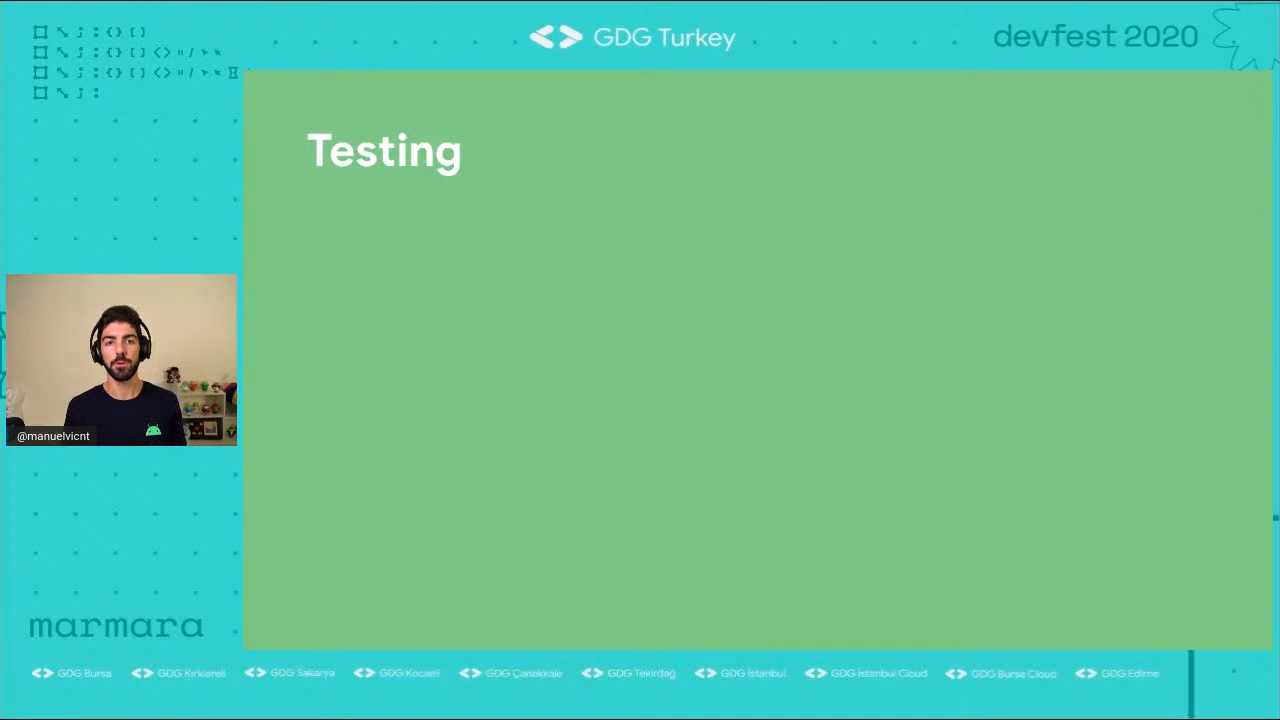 GDG Turkey
devfest 2020
Testing
@manuelvicnt
marmara
GDG Bursa
GDG Kırklareli
GDG Sakarya
GDG Kocaeli
GDG Çanakkale
GDG Tekirdağ
GDG İstanbul
GDG İstanbul Cloud
GDG Bursa Cloud
GDG Edirne